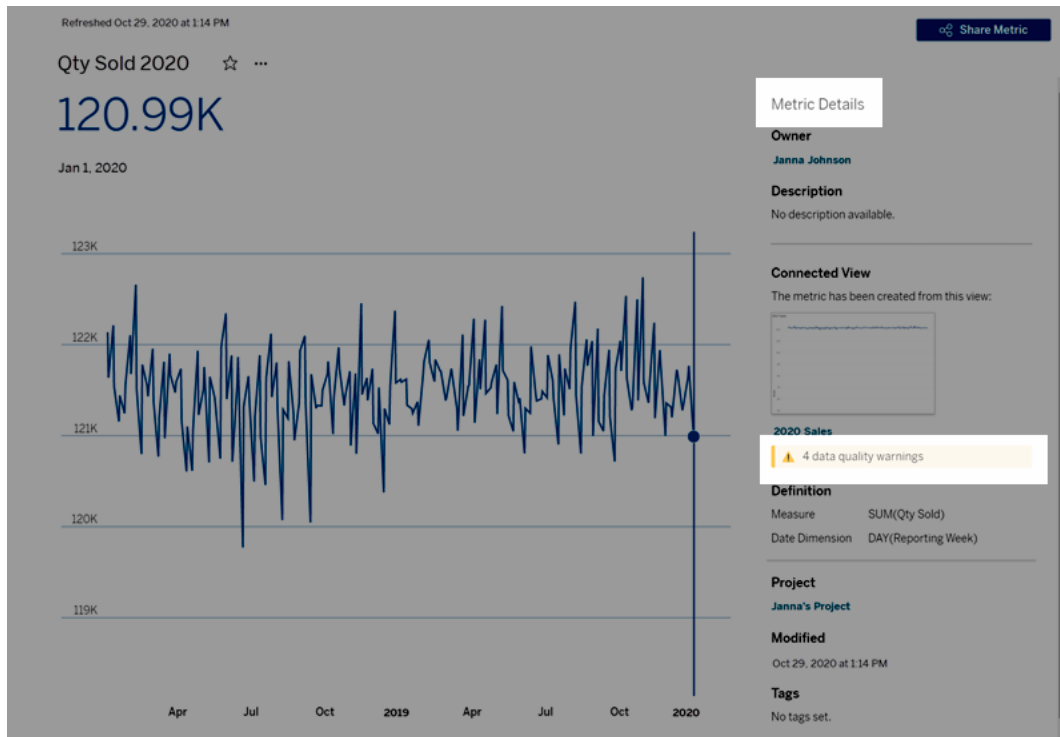 Refreshed Oct 29, 2020 at 1:14 PM
Share Metric
Qty Sold 2020
120.99K
Jan 1, 2020
123K
122K
121K
120K
119K
Apr Jul Oct 2019 Apr Jul Oct 2020
Metric Details
Owner
Janna Johnson
Description
No description available.
Connected View
The metric has been created from this view:
2020 Sales
4 data quality warnings
Definition
Measure SUM(Qty Sold)
Date Dimension DAY(Reporting Week)
Project
Janna's Project
Modified
Oct 29, 2020 at 1:14 PM
Tags
No tags set.